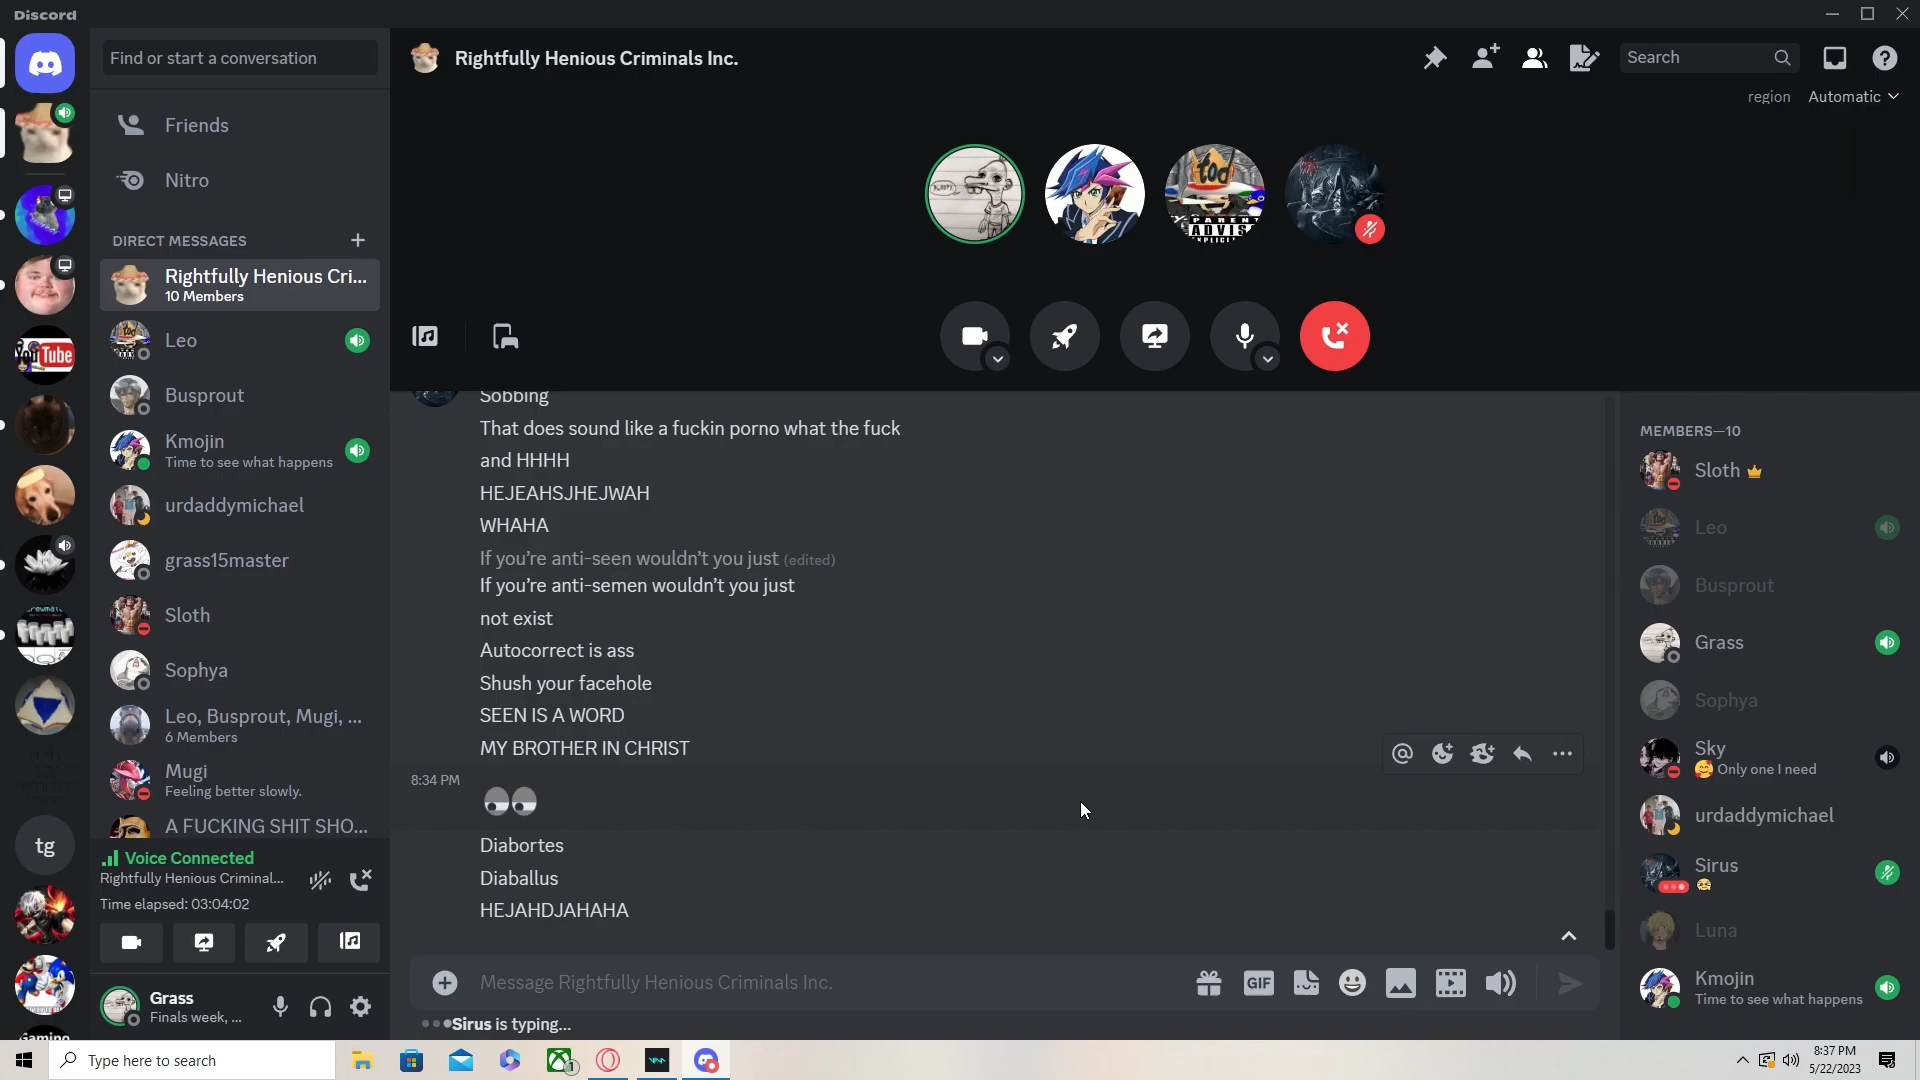 Discord
Find or start a conversation
Friends
Nitro
DIRECT MESSAGES
Rightfully Henious Cri...
10 Members
Leo
Busprout
Kmojin
Time to see what happens
urdaddymichael
grass15master
Sloth
Sophya
Leo, Busprout, Mugi, ...
6 Members
Mugi
Feeling better slowly.
A FUCKING SHIT SHO...
Voice Connected
Rightfully Henious Criminal...
Time elapsed: 03:04:02
Grass
Finals week, ...
YouTube
tg
Gaming
Rightfully Henious Criminals Inc.
Search
region Automatic
tod
PARENT
ADVIS
EXPLICIT
Sobbing
That does sound like a fuckin porno what the fuck
and HHHH
HEJEAHSJHEJWAH
WHAHA
If you’re anti-seen wouldn’t you just (edited)
If you’re anti-semen wouldn’t you just
not exist
Autocorrect is ass
Shush your facehole
SEEN IS A WORD
MY BROTHER IN CHRIST
8:34 PM
Diabortes
Diaballus
HEJAHDJAHAHA
Message Rightfully Henious Criminals Inc.
GIF
Sirus is typing...
MEMBERS—10
Sloth
Leo
Busprout
Grass
Sophya
Sky
Only one I need
urdaddymichael
Sirus
Luna
Kmojin
Time to see what happens
Type here to search
1
8:37 PM
5/22/2023